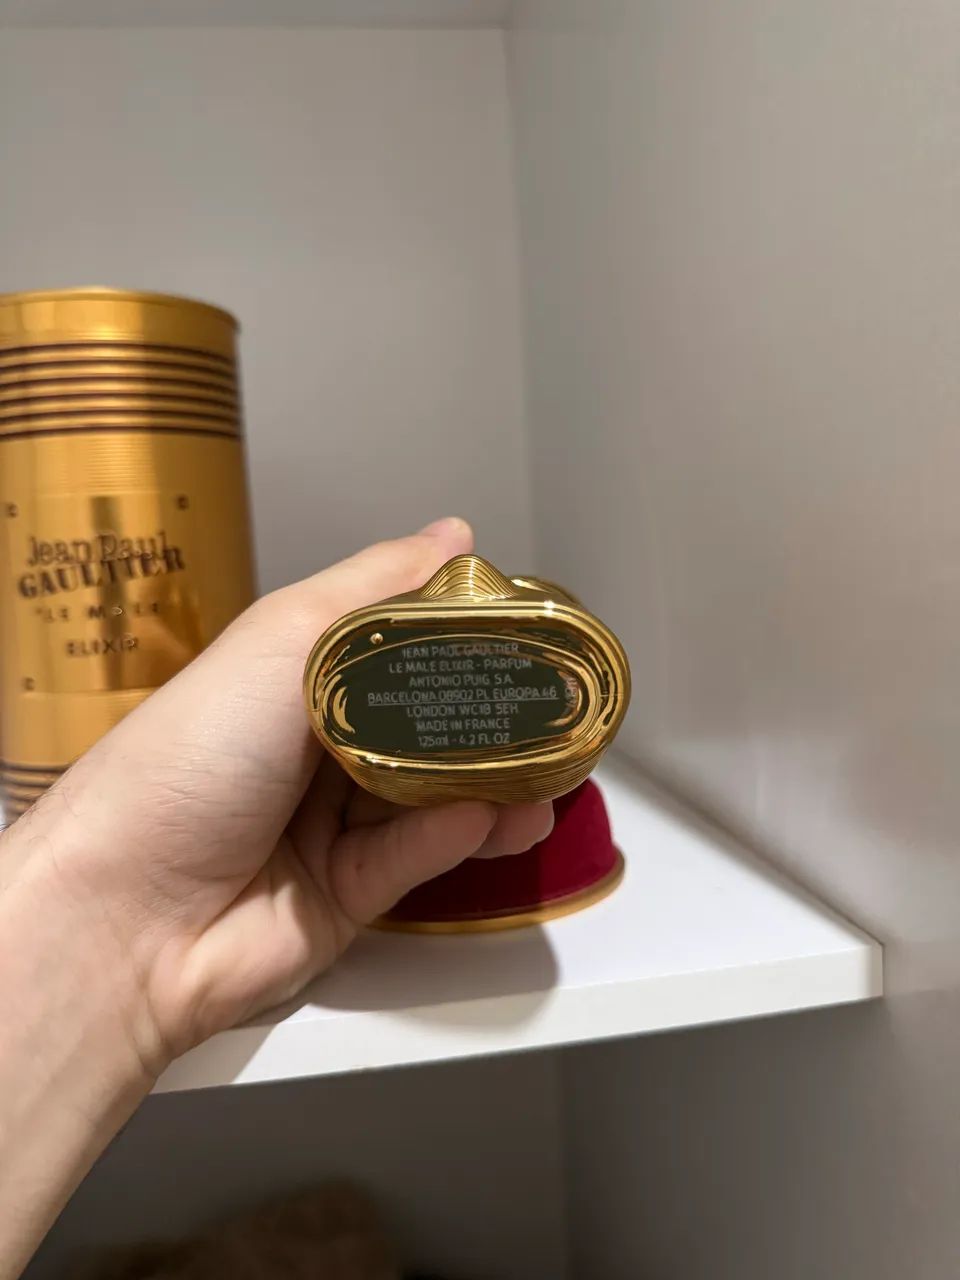 Jean Paul
GAULTIER
"LE MALE"
ELIXIR
JEAN PAUL GAULTIER
LE MALE ELIXIR - PARFUM
ANTONIO PUIG S.A.
BARCELONA 08902 PL EUROPA 46
LONDON WC1B 5EH
MADE IN FRANCE
125ml - 4.2 FL OZ